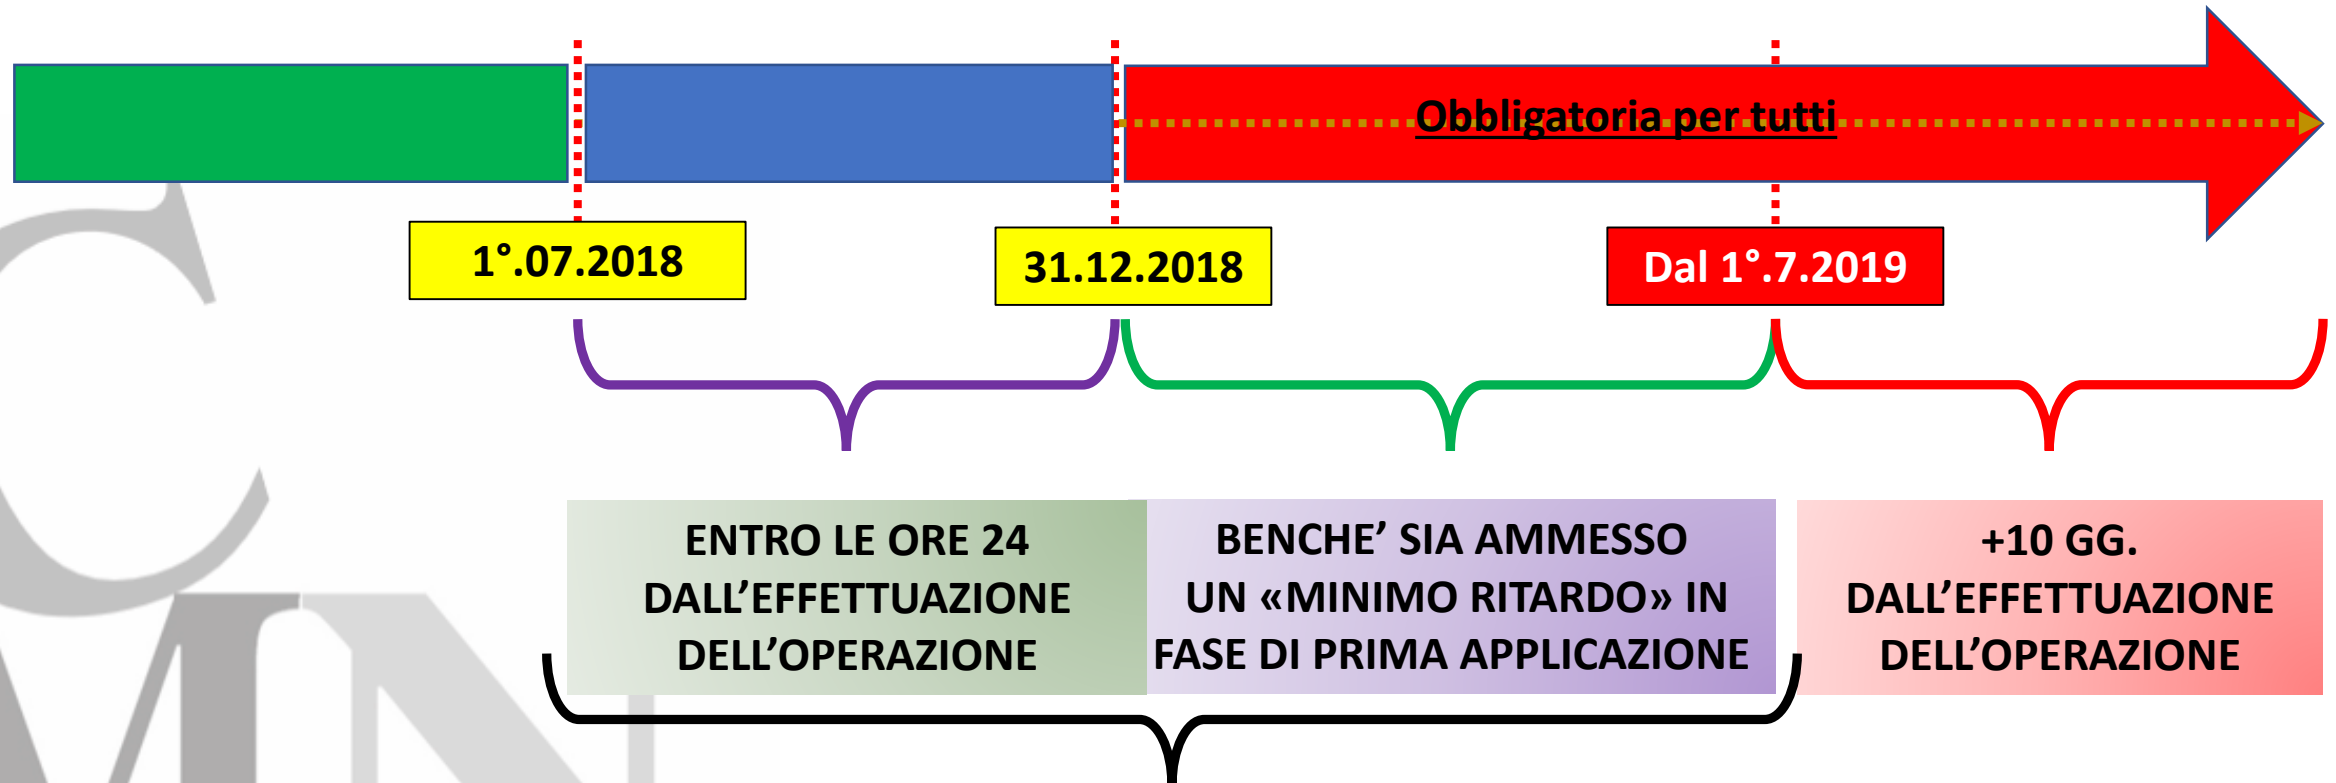 Obbligatoria per tutti
1°.07.2018
31.12.2018
Dal 1°.7.2019
ENTRO LE ORE 24
DALL’EFFETTUAZIONE
DELL’OPERAZIONE
BENCHE’ SIA AMMESSO
UN «MINIMO RITARDO» IN
FASE DI PRIMA APPLICAZIONE
+10 GG.
DALL’EFFETTUAZIONE
DELL’OPERAZIONE